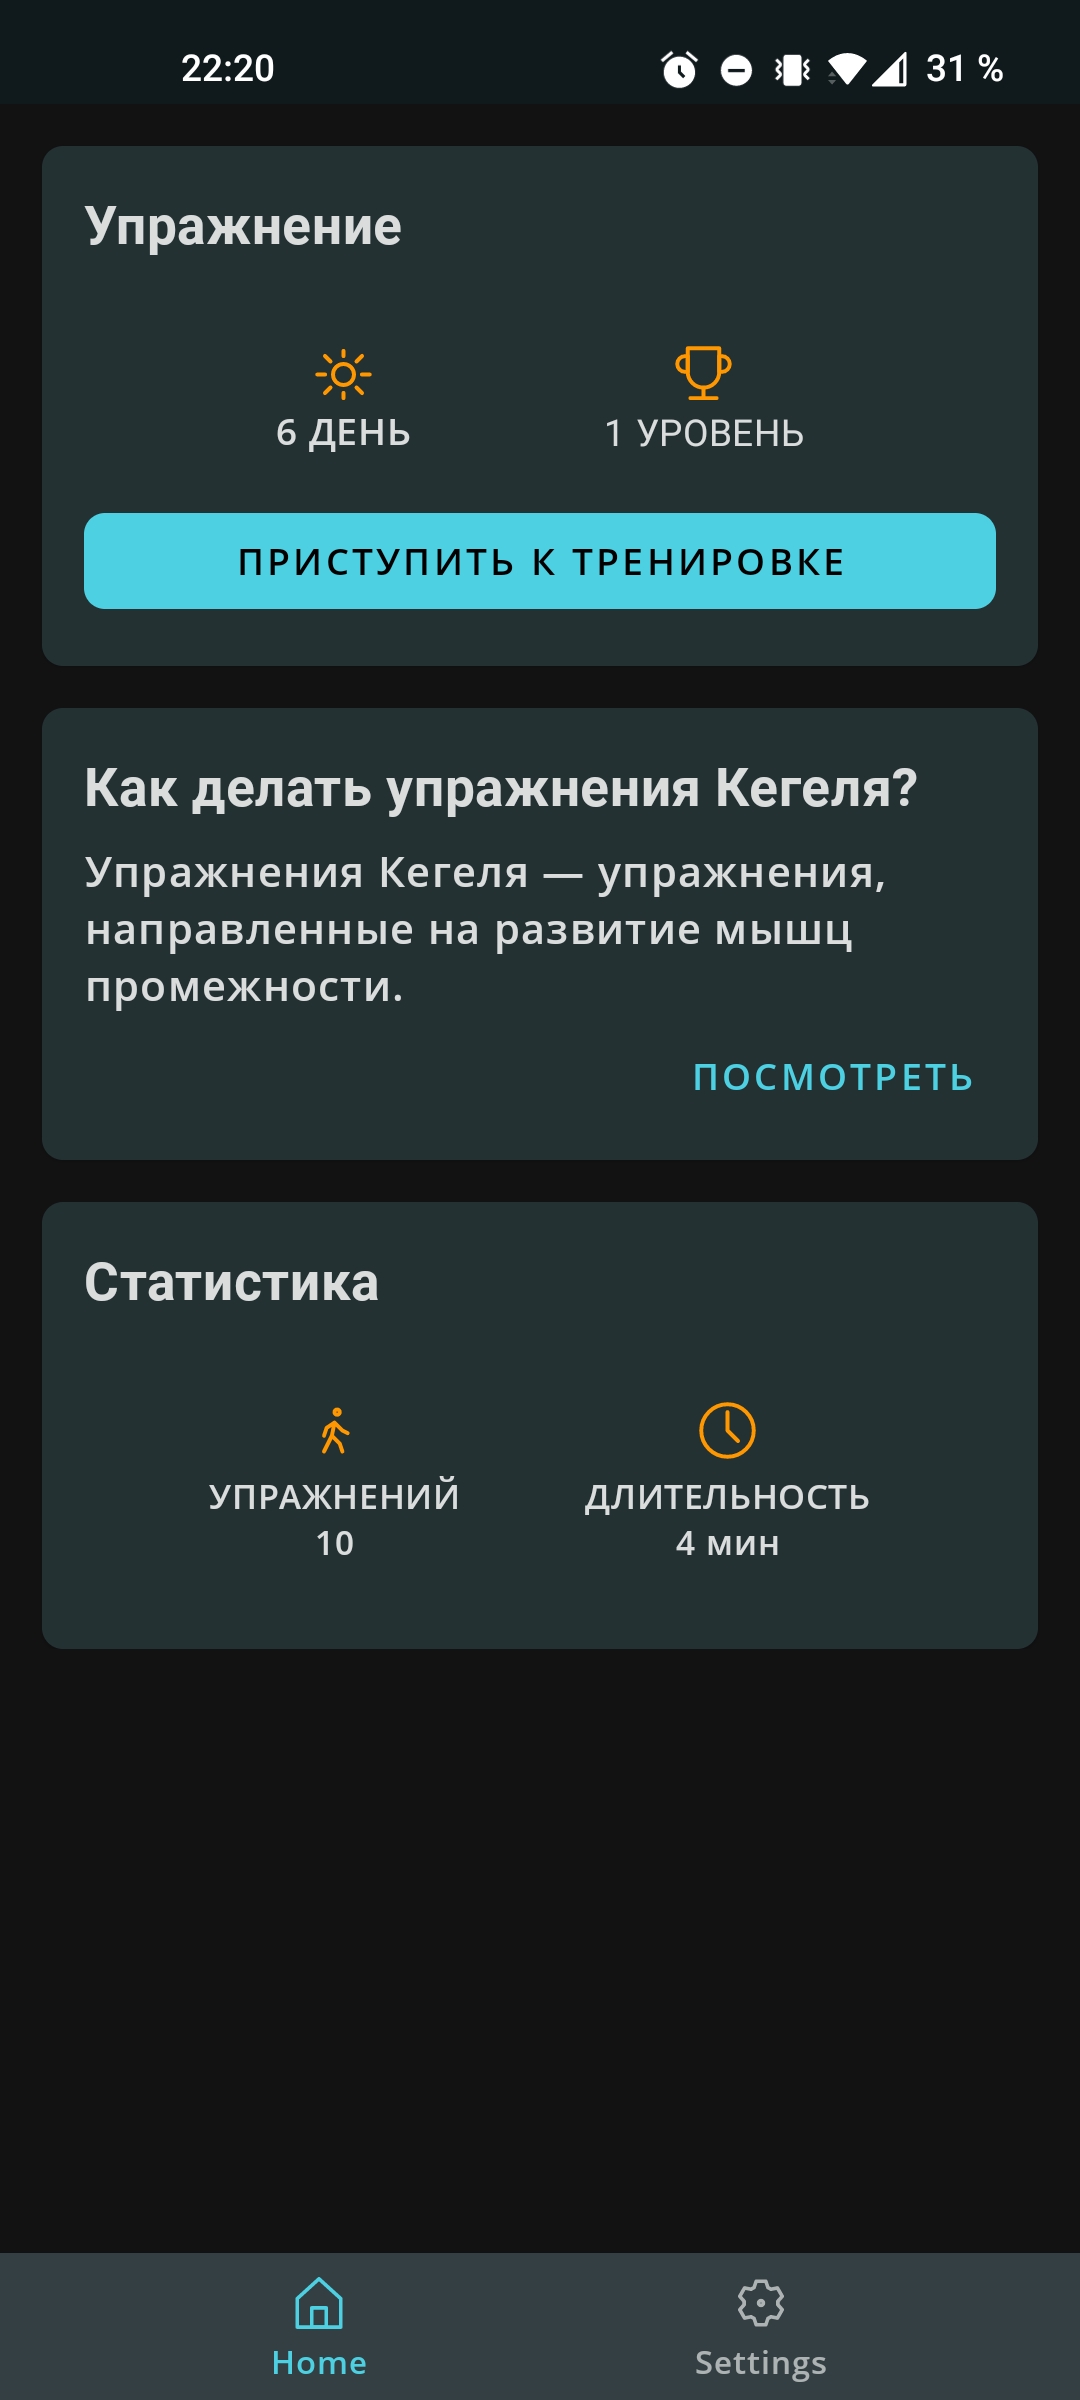 22:20
31 %
Упражнение
6 ДЕНЬ
1 УРОВЕНЬ
ПРИСТУПИТЬ К ТРЕНИРОВКЕ
Как делать упражнения Кегеля?
Упражнения Кегеля — упражнения,
направленные на развитие мышц
промежности.
ПОСМОТРЕТЬ
Статистика
УПРАЖНЕНИЙ
10
ДЛИТЕЛЬНОСТЬ
4 мин
Home
Settings